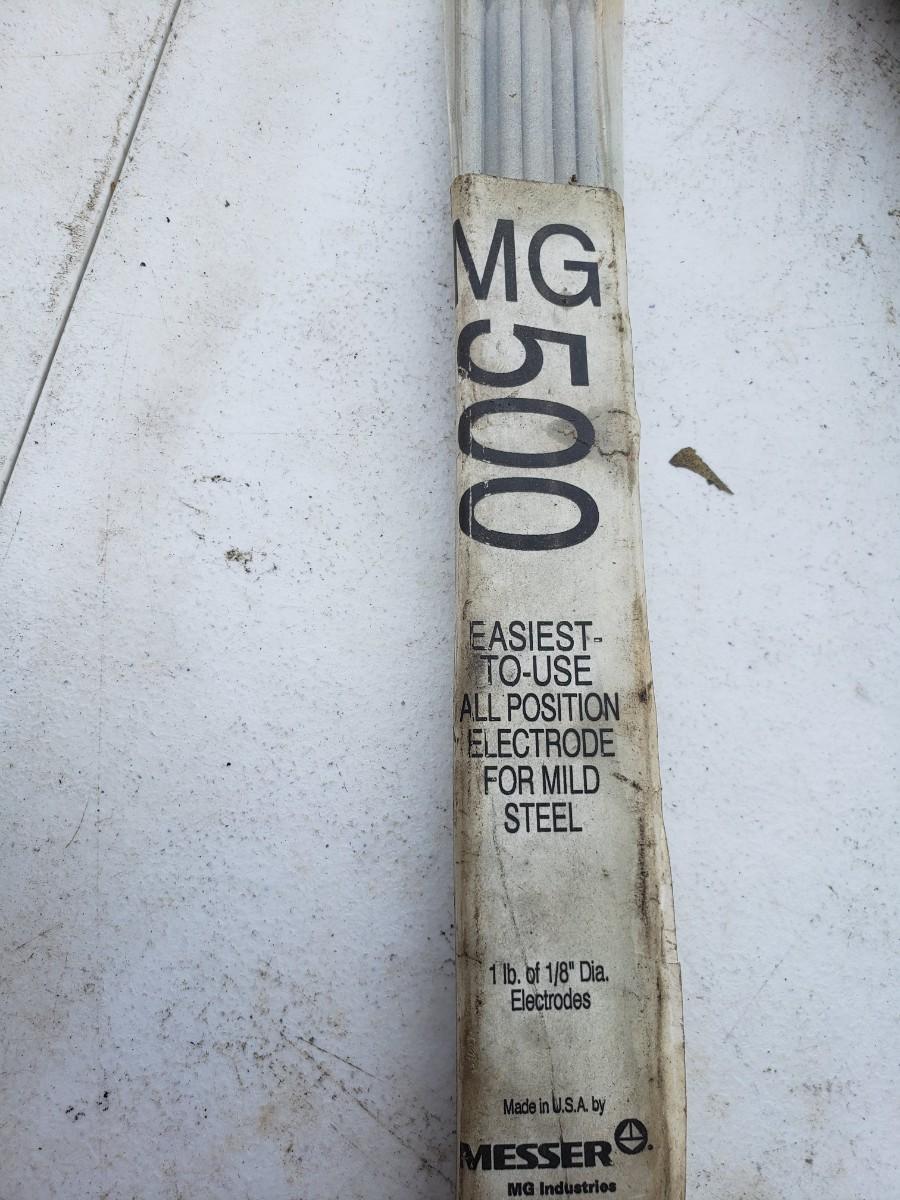 MG
500
EASIEST-
TO-USE
ALL POSITION
ELECTRODE
FOR MILD
STEEL
1 lb. of 1/8" Dia.
Electrodes
Made in U.S.A. by
MESSER
MG Industries